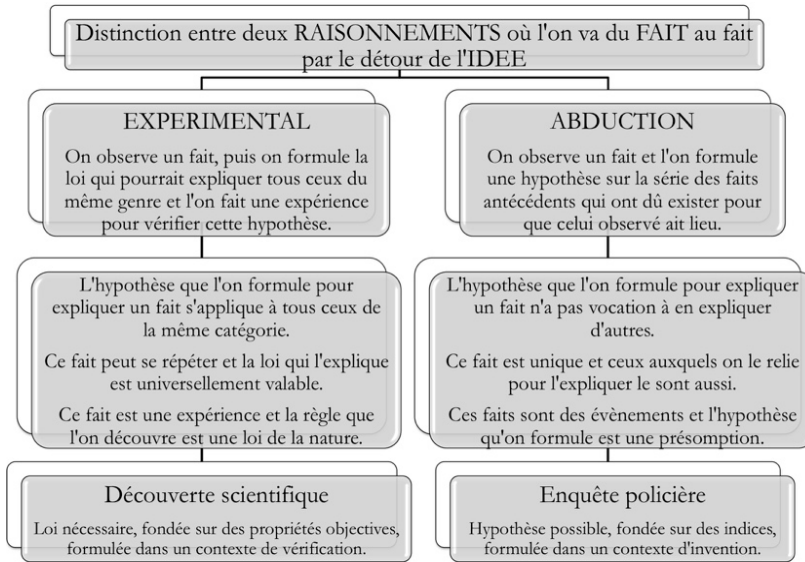 Distinction entre deux RAISONNEMENTS où l'on va du FAIT au fait
par le détour de l'IDEE
EXPERIMENTAL
On observe un fait, puis on formule la
loi qui pourrait expliquer tous ceux du
même genre et l'on fait une expérience
pour vérifier cette hypothèse.
L'hypothèse que l'on formule pour
expliquer un fait s'applique à tous ceux de
la même catégorie.
Ce fait peut se répéter et la loi qui l'explique
est universellement valable.
Ce fait est une expérience et la règle que
l'on découvre est une loi de la nature.
Découverte scientifique
Loi nécessaire, fondée sur des propriétés objectives,
formulée dans un contexte de vérification.
ABDUCTION
On observe un fait et l'on formule
une hypothèse sur la série des faits
antécédents qui ont dû exister pour
que celui observé ait lieu.
L'hypothèse que l'on formule pour expliquer
un fait n'a pas vocation à en expliquer
d'autres.
Ce fait est unique et ceux auxquels on le relie
pour l'expliquer le sont aussi.
Ces faits sont des évènements et l'hypothèse
qu'on formule est une présomption.
Enquête policière
Hypothèse possible, fondée sur des indices,
formulée dans un contexte d'invention.